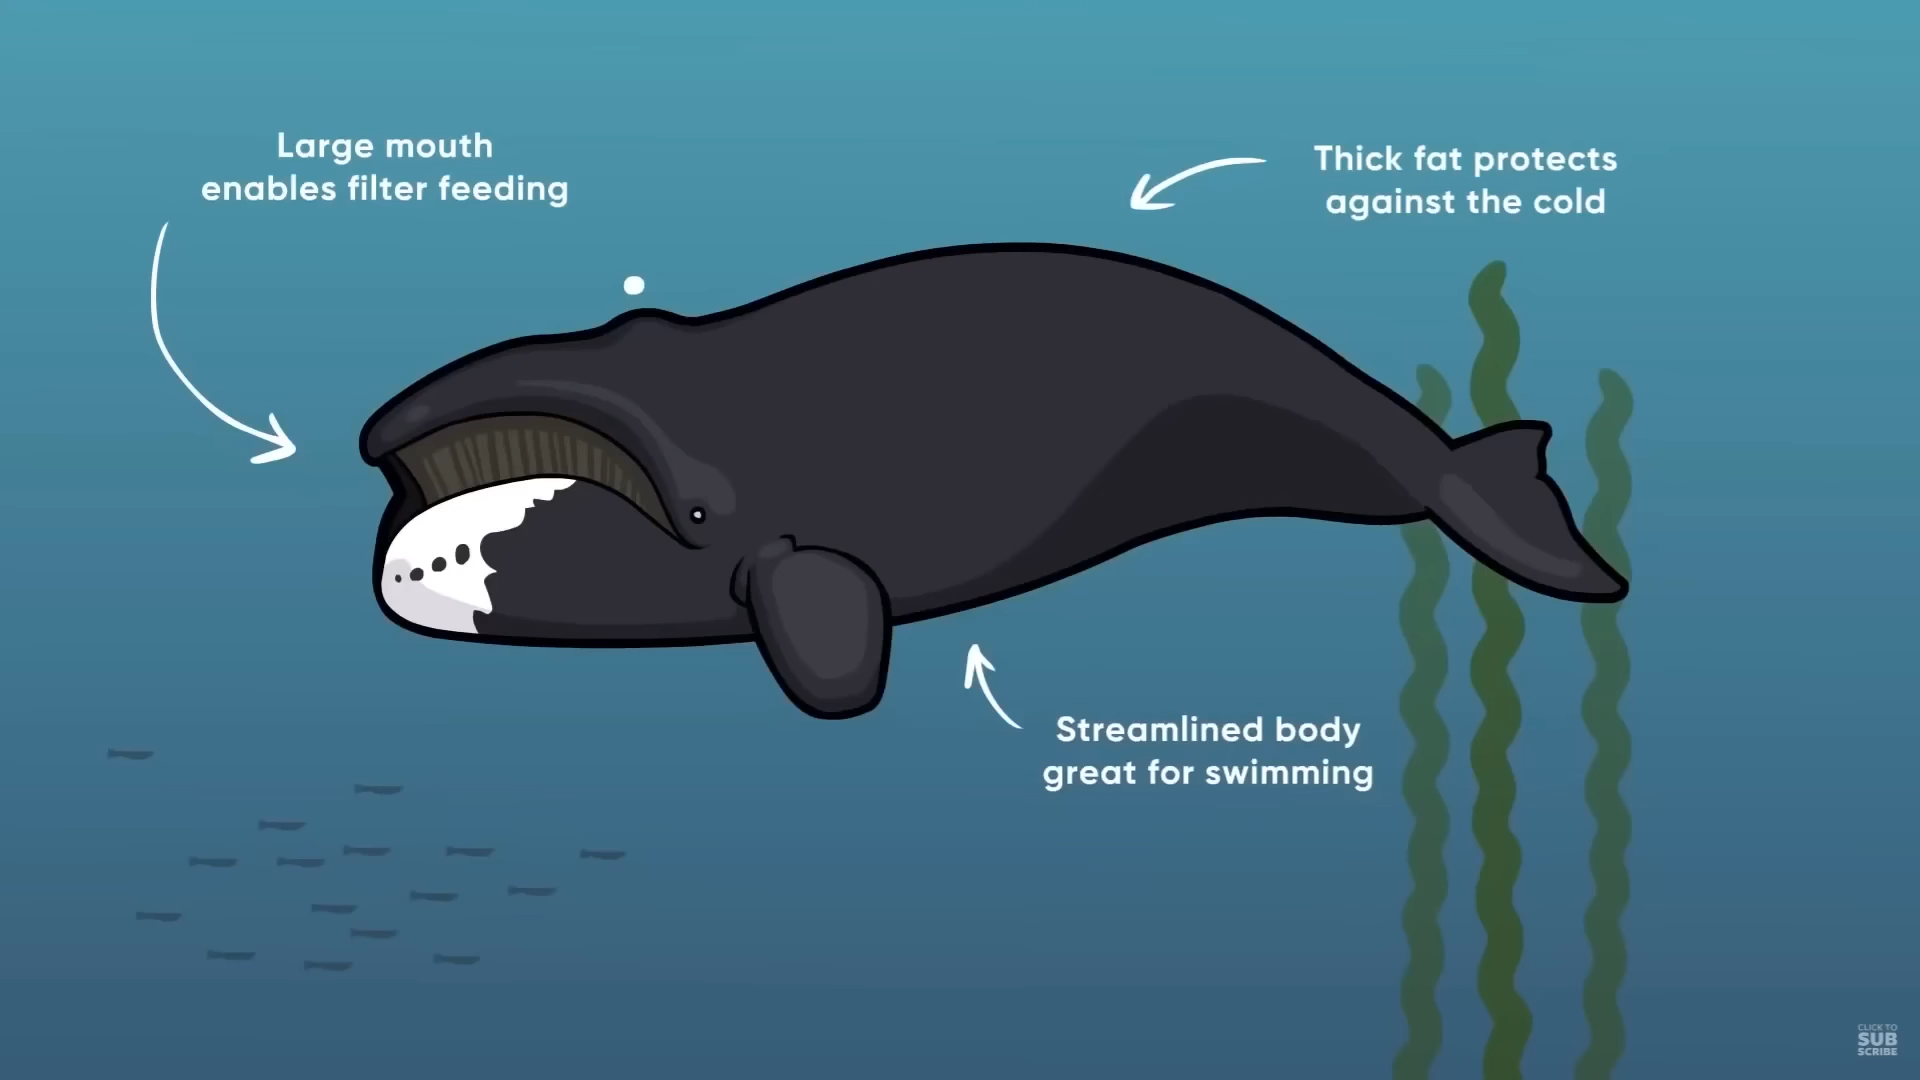 Large mouth
enables filter feeding
Thick fat protects
against the cold
Streamlined body
great for swimming
CLICK TO
SUB
SCRIBE